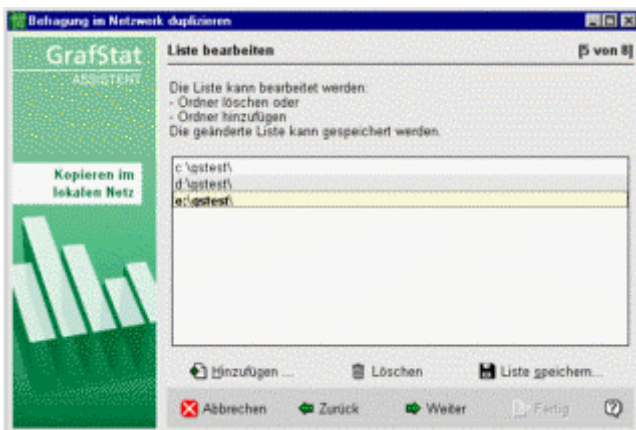 Befragung im Netzwerk duplizieren
GrafStat
ASSISTENT
Kopieren im
lokalen Netz
Liste bearbeiten
[5 von 8]
Die Liste kann bearbeitet werden:
- Ordner löschen oder
- Ordner hinzufügen
Die geänderte Liste kann gespeichert werden.
c:\gstest\
d:\gstest\
e:\gstest\
Hinzufügen ...
Löschen
Liste speichern...
Abbrechen
Zurück
Weiter
Fertig